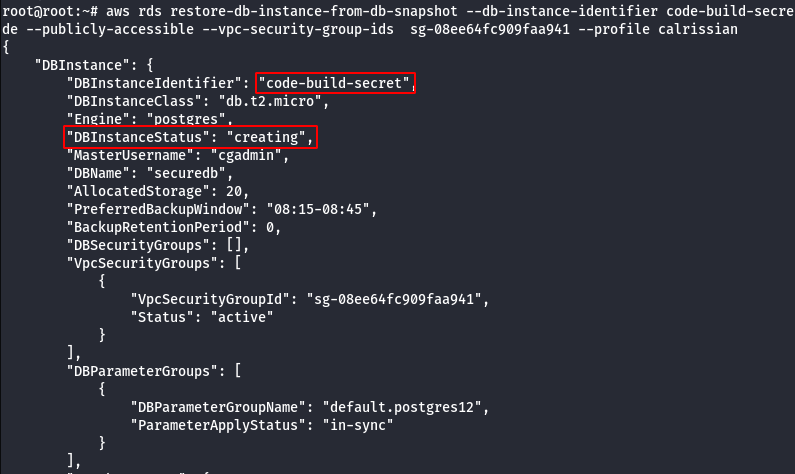 root@root:~# aws rds restore-db-instance-from-db-snapshot --db-instance-identifier code-build-secre
de --publicly-accessible --vpc-security-group-ids  sg-08ee64fc909faa941 --profile calrissian
{
    "DBInstance": {
        "DBInstanceIdentifier": "code-build-secret",
        "DBInstanceClass": "db.t2.micro",
        "Engine": "postgres",
        "DBInstanceStatus": "creating",
        "MasterUsername": "cgadmin",
        "DBName": "securedb",
        "AllocatedStorage": 20,
        "PreferredBackupWindow": "08:15-08:45",
        "BackupRetentionPeriod": 0,
        "DBSecurityGroups": [],
        "VpcSecurityGroups": [
            {
                "VpcSecurityGroupId": "sg-08ee64fc909faa941",
                "Status": "active"
            }
        ],
        "DBParameterGroups": [
            {
                "DBParameterGroupName": "default.postgres12",
                "ParameterApplyStatus": "in-sync"
            }
        ],